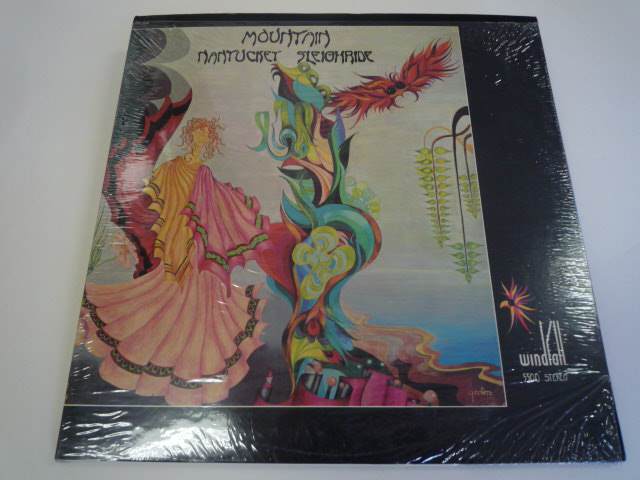 MOUNTAIN
NANTUCKET SLEIGHRIDE
windfall
5500 STEREO